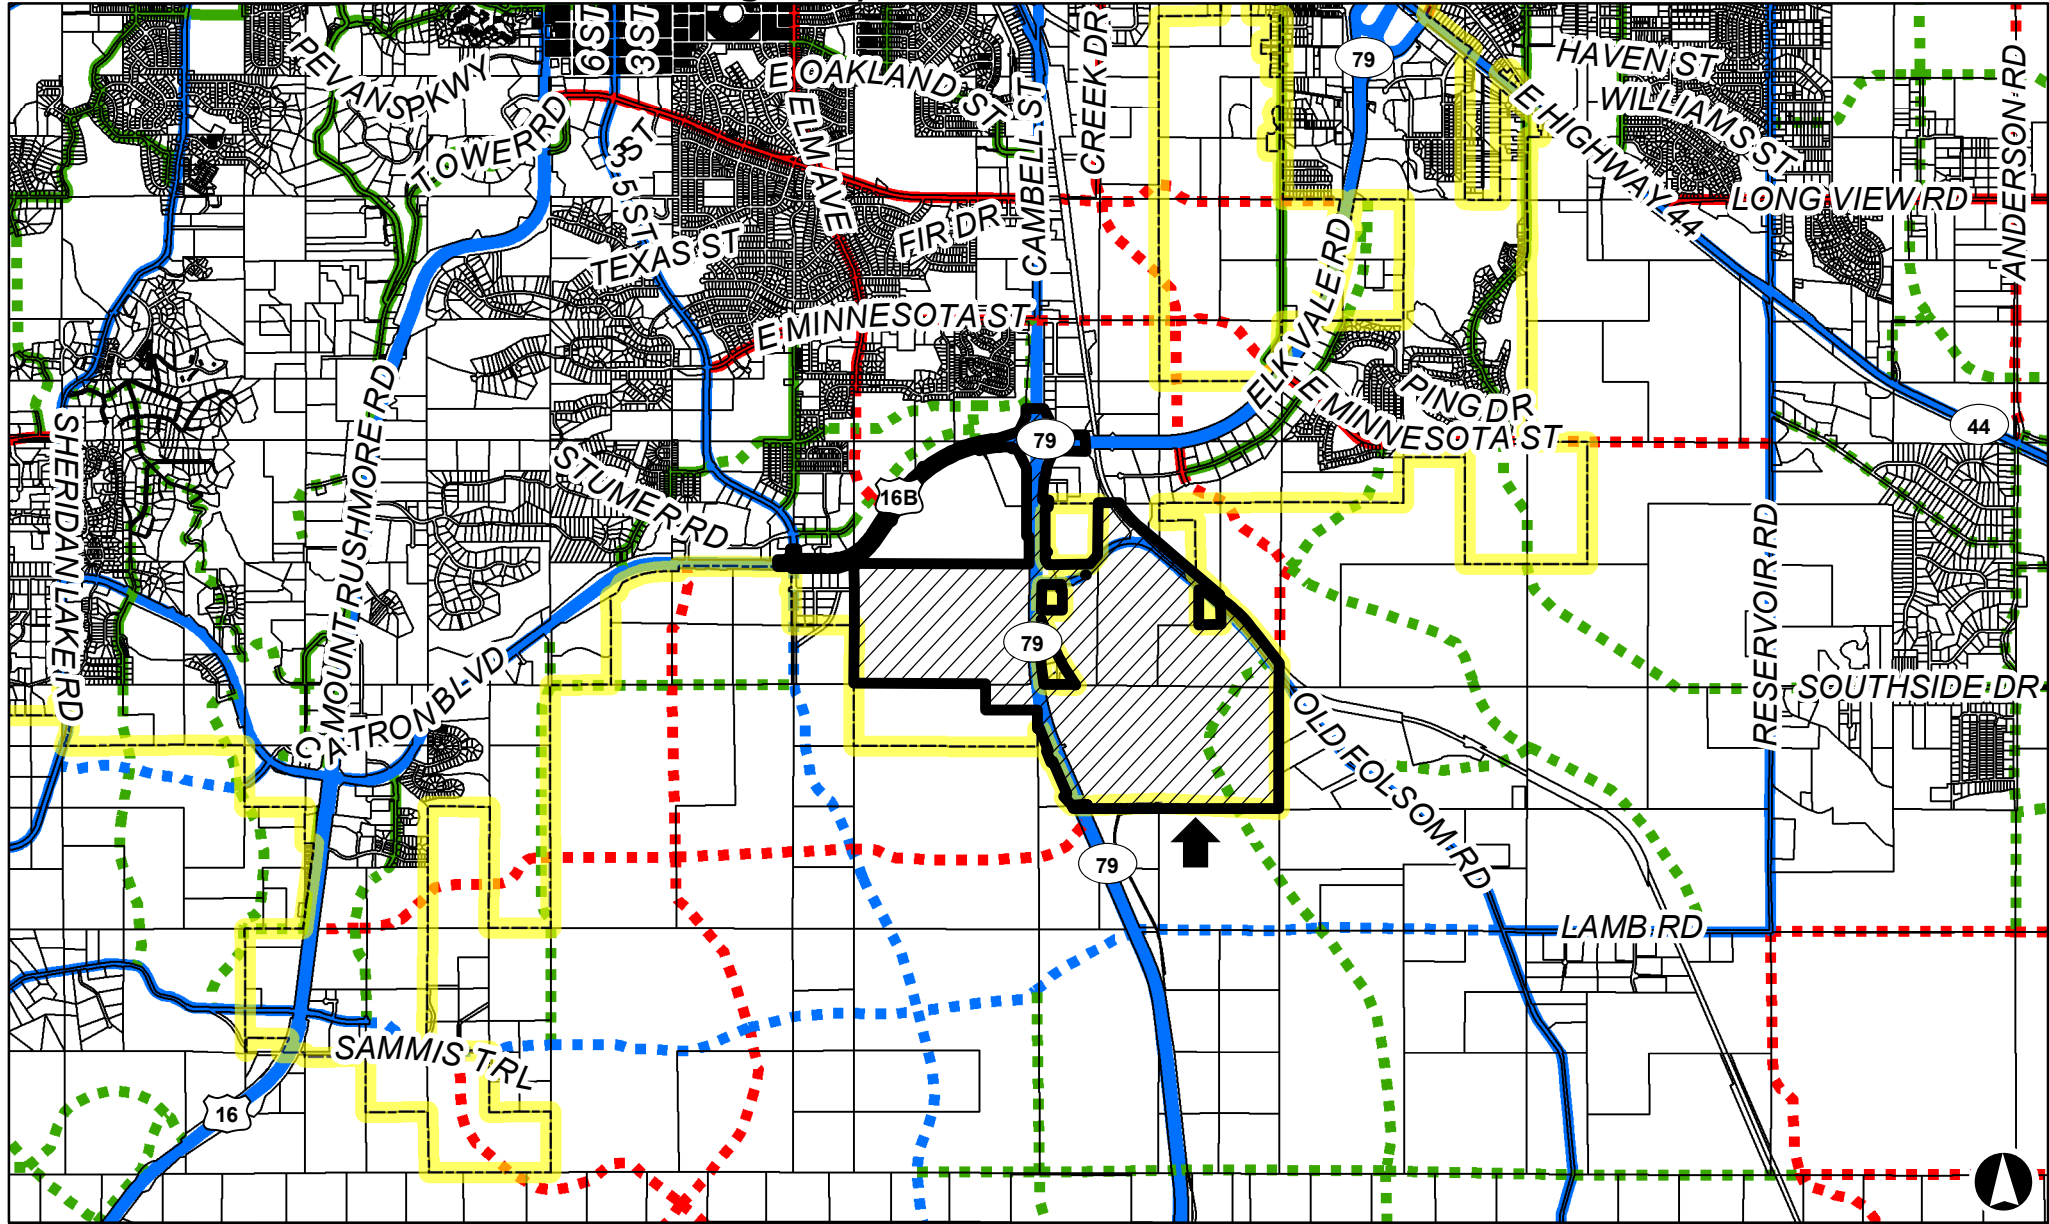 6 ST
3 ST
CREEK DR
79
HAVEN ST
ANDERSON RD
PEVANS PKWY
E OAKLAND ST
WILLIAMS ST
TOWER RD
E ELM AVE
CAMBELL ST
E HIGHWAY 44
3 ST
5 ST
LONG VIEW RD
FIR DR
TEXAS ST
ELK VALE RD
E MINNESOTA ST
PING DR
E MINNESOTA ST
44
SHERIDAN LAKE RD
MOUNT RUSHMORE RD
STUMER RD
79
16B
RESERVOIR RD
79
CATRON BLVD
SOUTHSIDE DR
OLD FOLSOM RD
79
LAMB RD
SAMMIS TRL
16